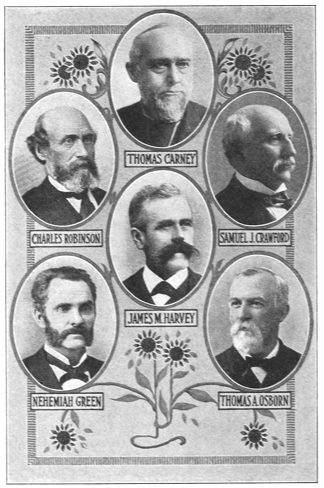 THOMAS CARNEY
CHARLES ROBINSON
SAMUEL J. CRAWFORD
JAMES M. HARVEY
NEHEMIAH GREEN
THOMAS A. OSBORN